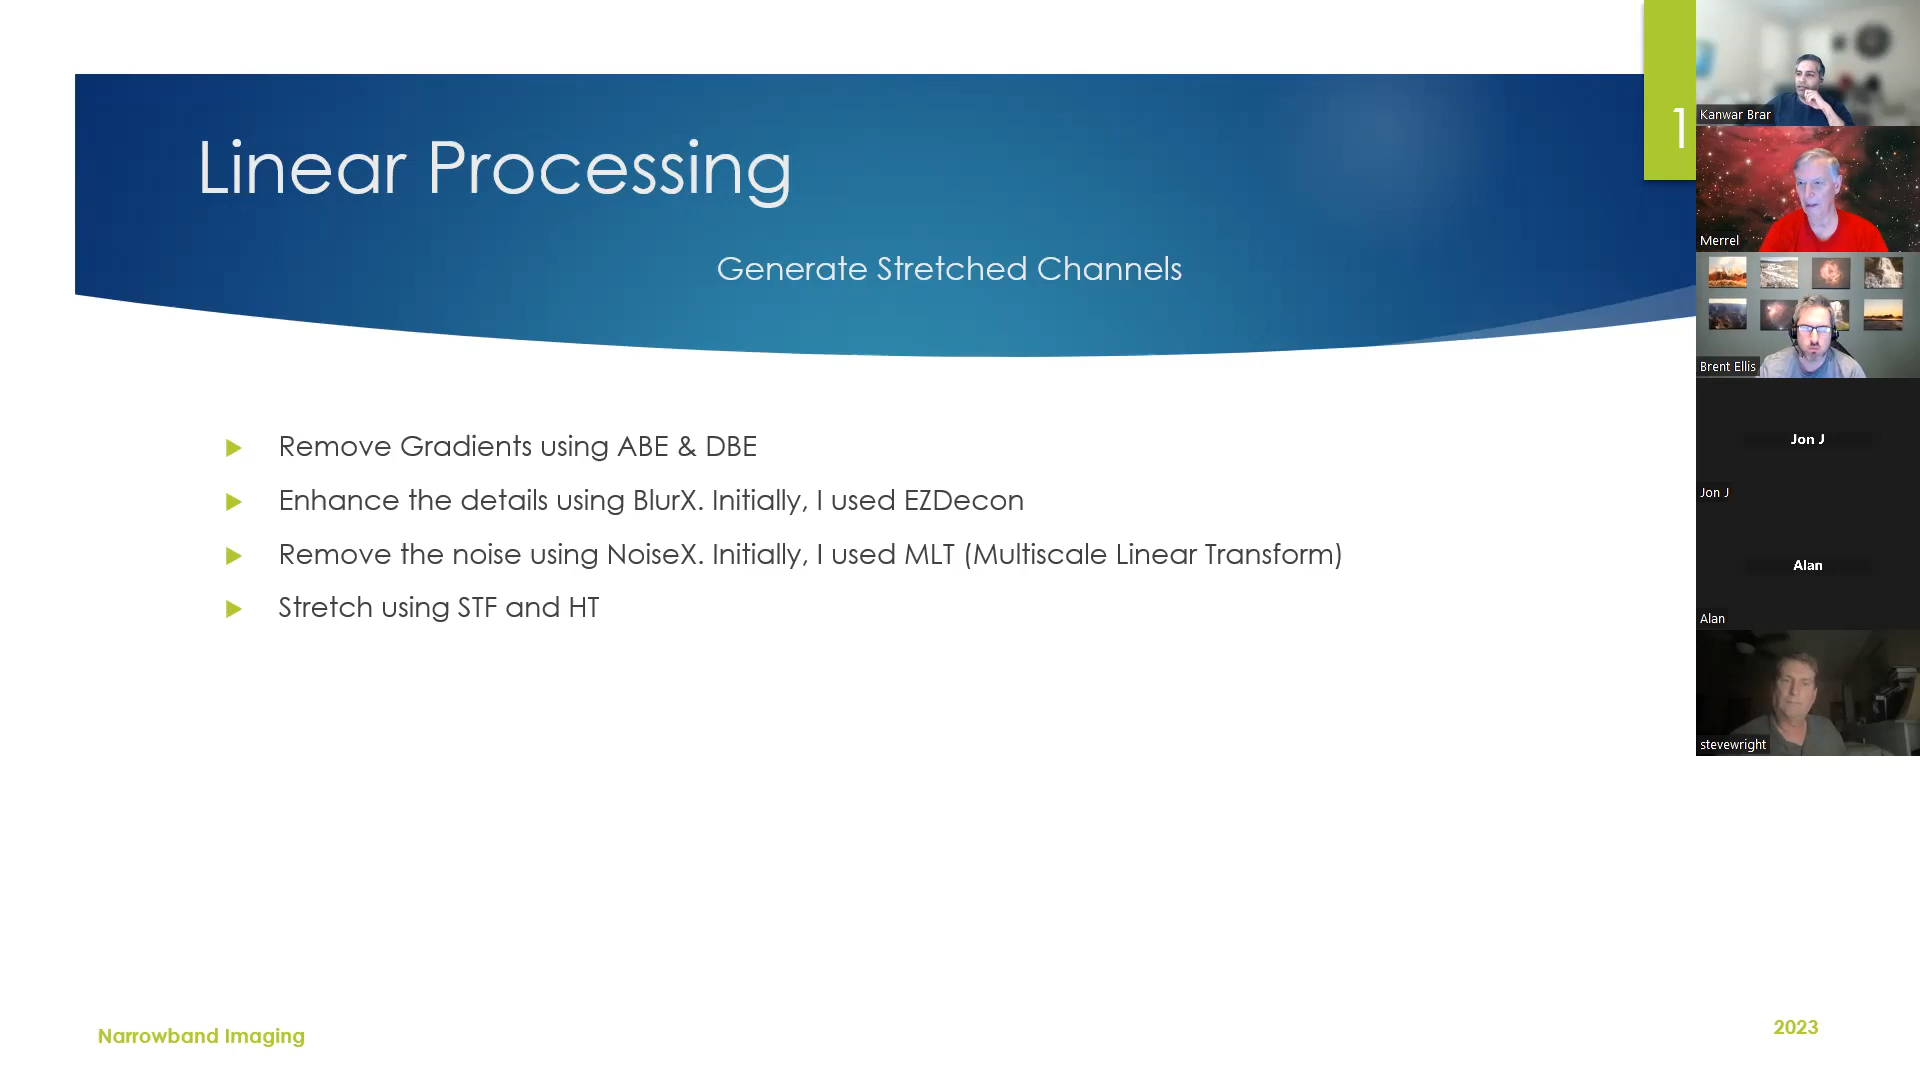 Linear Processing
Generate Stretched Channels
1
Remove Gradients using ABE & DBE
Enhance the details using BlurX. Initially, I used EZDecon
Remove the noise using NoiseX. Initially, I used MLT (Multiscale Linear Transform)
Stretch using STF and HT
Narrowband Imaging
2023
Kanwar Brar
Merrel
Brent Ellis
Jon J
Jon J
Alan
Alan
stevewright